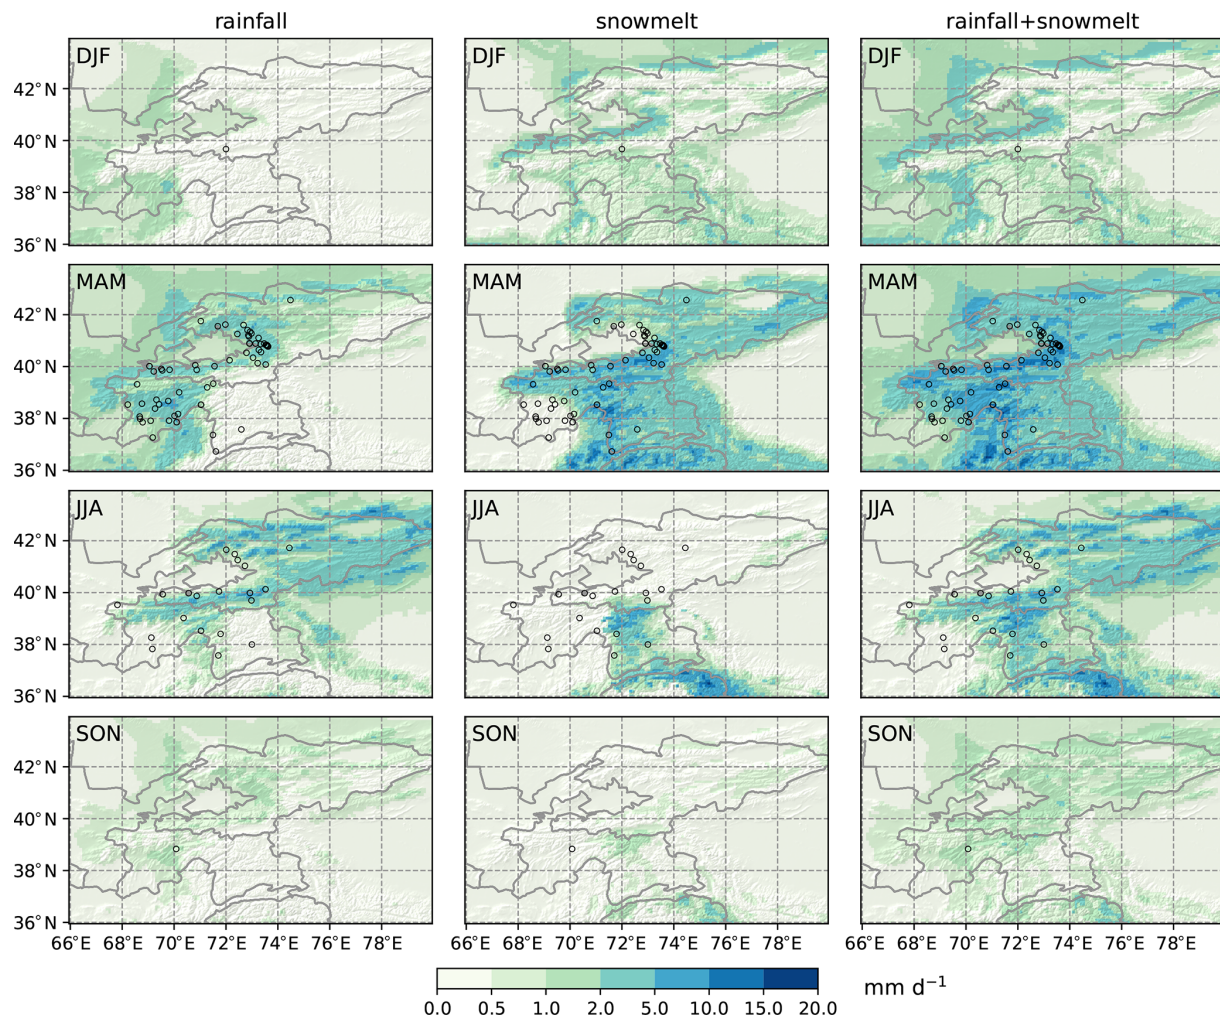 rainfall snowmelt rainfall+snowmelt
DJF DJF DJF
42°N
40°N
38°N
36°N
MAM MAM MAM
42°N
40°N
38°N
36°N
JJA JJA JJA
42°N
40°N
38°N
36°N
SON SON SON
42°N
40°N
38°N
36°N
66°E 68°E 70°E 72°E 74°E 76°E 78°E 66°E 68°E 70°E 72°E 74°E 76°E 78°E 66°E 68°E 70°E 72°E 74°E 76°E 78°E
mm d⁻¹
0.0 0.5 1.0 2.0 5.0 10.0 15.0 20.0